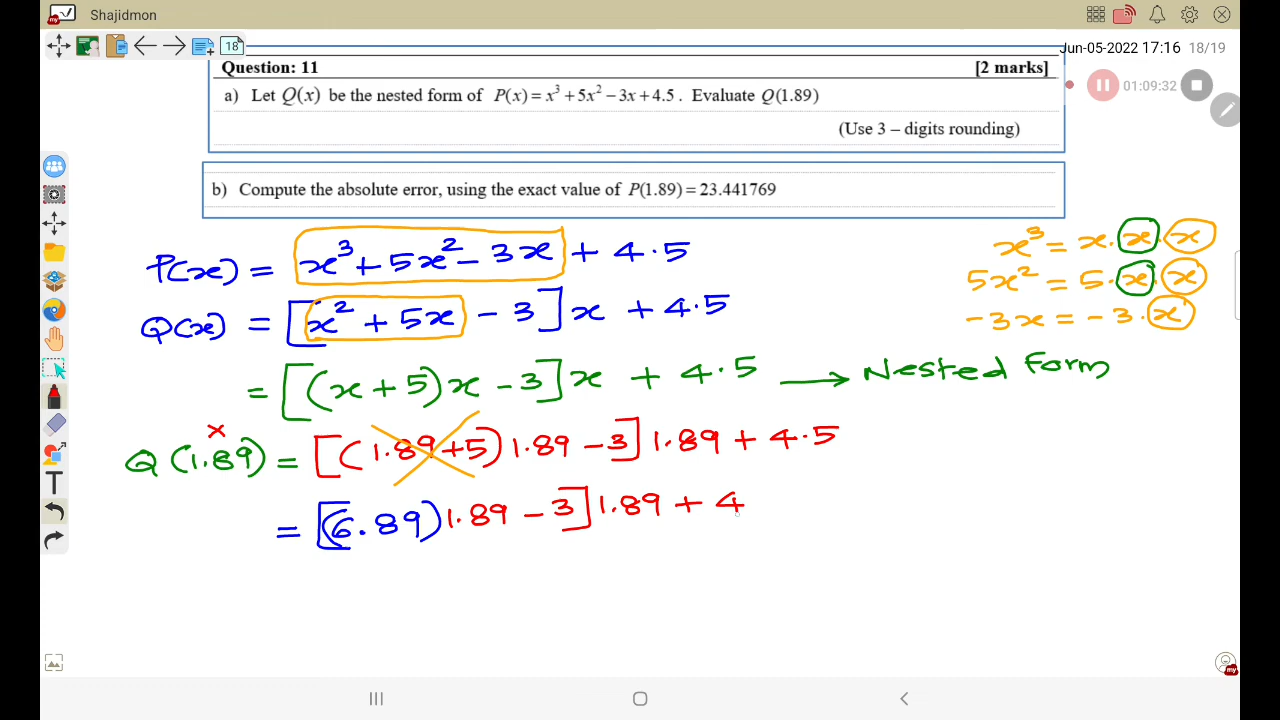 Shajidmon
18
Jun-05-2022 17:16 18/19
01:09:32
Question: 11 [2 marks]
a) Let Q(x) be the nested form of P(x) = x³ + 5x² − 3x + 4.5 . Evaluate Q(1.89)
(Use 3 – digits rounding)
b) Compute the absolute error, using the exact value of P(1.89) = 23.441769
P(x) = x³ + 5x² − 3x + 4.5
x³ = x . x . x
Q(x) = [x² + 5x − 3] x + 4.5
5x² = 5 . x . x
−3x = −3 . x
= [(x + 5) x − 3] x + 4.5 → Nested Form
x
Q (1.89) = [(1.89 + 5) 1.89 − 3] 1.89 + 4.5
= [(6.89) 1.89 − 3] 1.89 + 4
T
my
my